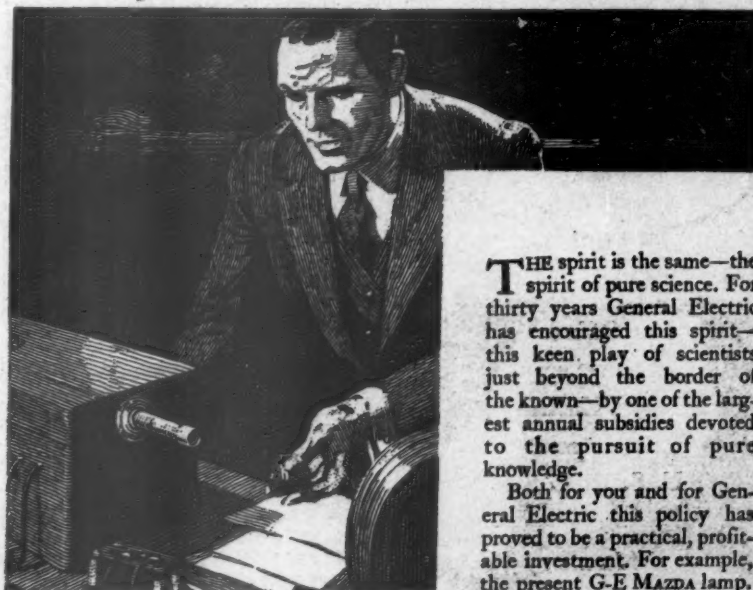 THE spirit is the same—the
spirit of pure science. For
thirty years General Electric
has encouraged this spirit—
this keen play of scientists
just beyond the border of
the known—by one of the larg-
est annual subsidies devoted
to the pursuit of pure
knowledge.
Both for you and for Gen-
eral Electric this policy has
proved to be a practical, profit-
able investment. For example,
the present G-E MAZDA lamp,